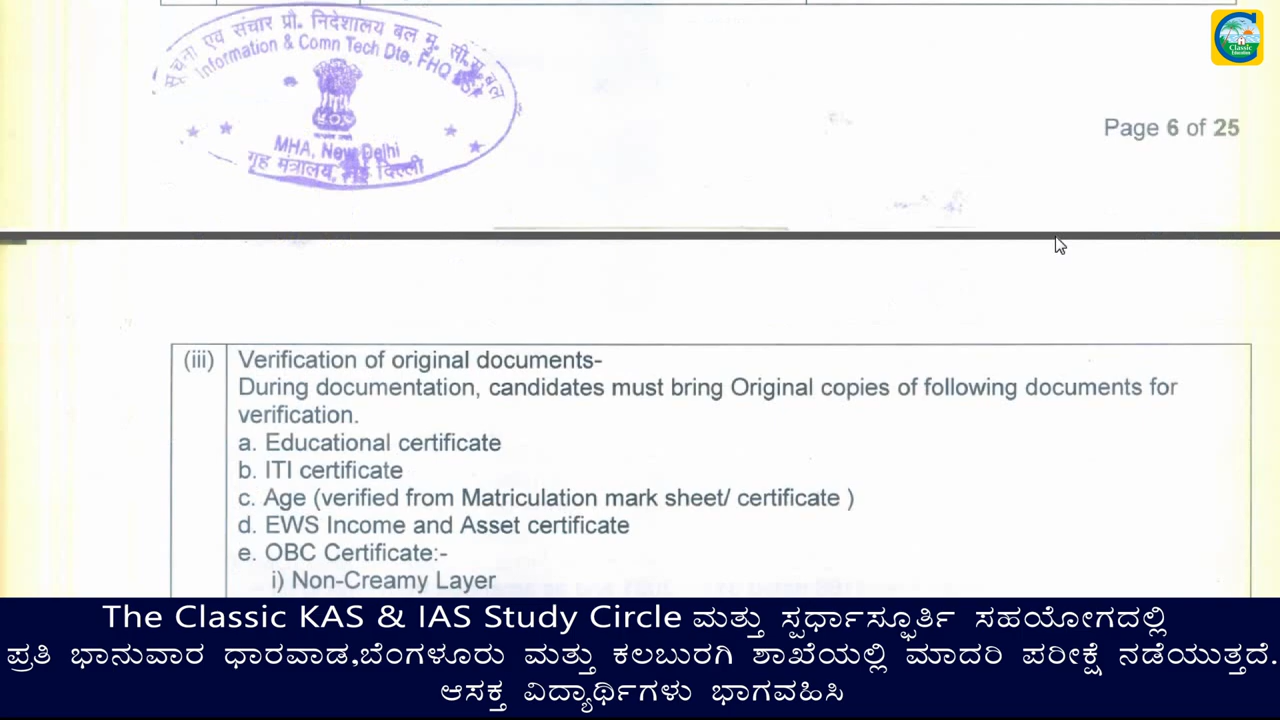 सूचना एवं संचार प्रौ. निदेशालय बल मु. सी.सु.बल
Information & Comn Tech Dte, FHQ
MHA, New Delhi
गृह मंत्रालय, नई दिल्ली
Classic
Education
Page 6 of 25
(iii) Verification of original documents-
During documentation, candidates must bring Original copies of following documents for
verification.
a. Educational certificate
b. ITI certificate
c. Age (verified from Matriculation mark sheet/ certificate )
d. EWS Income and Asset certificate
e. OBC Certificate:-
i) Non-Creamy Layer
The Classic KAS & IAS Study Circle ಮತ್ತು ಸ್ಪರ್ಧಾಸ್ಫೂರ್ತಿ ಸಹಯೋಗದಲ್ಲಿ
ಪ್ರತಿ ಭಾನುವಾರ ಧಾರವಾಡ,ಬೆಂಗಳೂರು ಮತ್ತು ಕಲಬುರಗಿ ಶಾಖೆಯಲ್ಲಿ ಮಾದರಿ ಪರೀಕ್ಷೆ ನಡೆಯುತ್ತದೆ.
ಆಸಕ್ತ ವಿದ್ಯಾರ್ಥಿಗಳು ಭಾಗವಹಿಸಿ